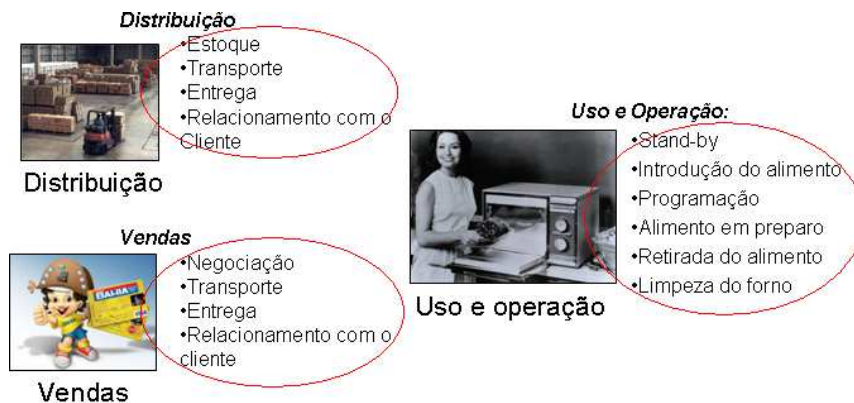 Distribuição
•Estoque
•Transporte
•Entrega
•Relacionamento com o
Cliente
Distribuição
Vendas
•Negociação
•Transporte
•Entrega
•Relacionamento com o
cliente
BAHIA
Vendas
Uso e Operação:
•Stand-by
•Introdução do alimento
•Programação
•Alimento em preparo
•Retirada do alimento
•Limpeza do forno
Uso e operação